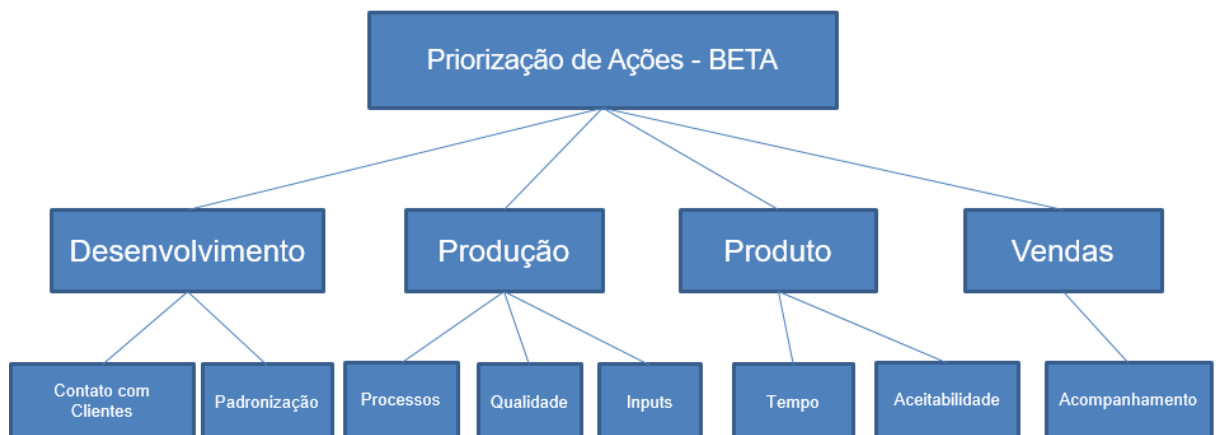 Priorização de Ações - BETA
Desenvolvimento
Produção
Produto
Vendas
Contato com
Clientes
Padronização
Processos
Qualidade
Inputs
Tempo
Aceitabilidade
Acompanhamento